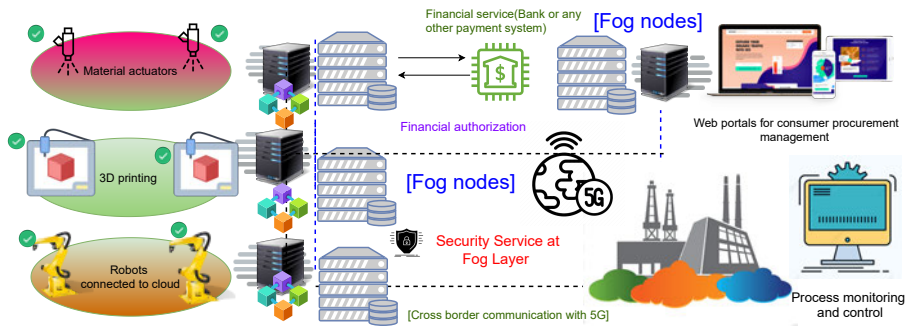 Financial service(Bank or any
other payment system)
[Fog nodes]
Material actuators
$
Financial authorization
Web portals for consumer procurement
management
3D printing
[Fog nodes]
5G
Security Service at
Fog Layer
Robots
connected to cloud
Process monitoring
and control
[Cross border communication with 5G]